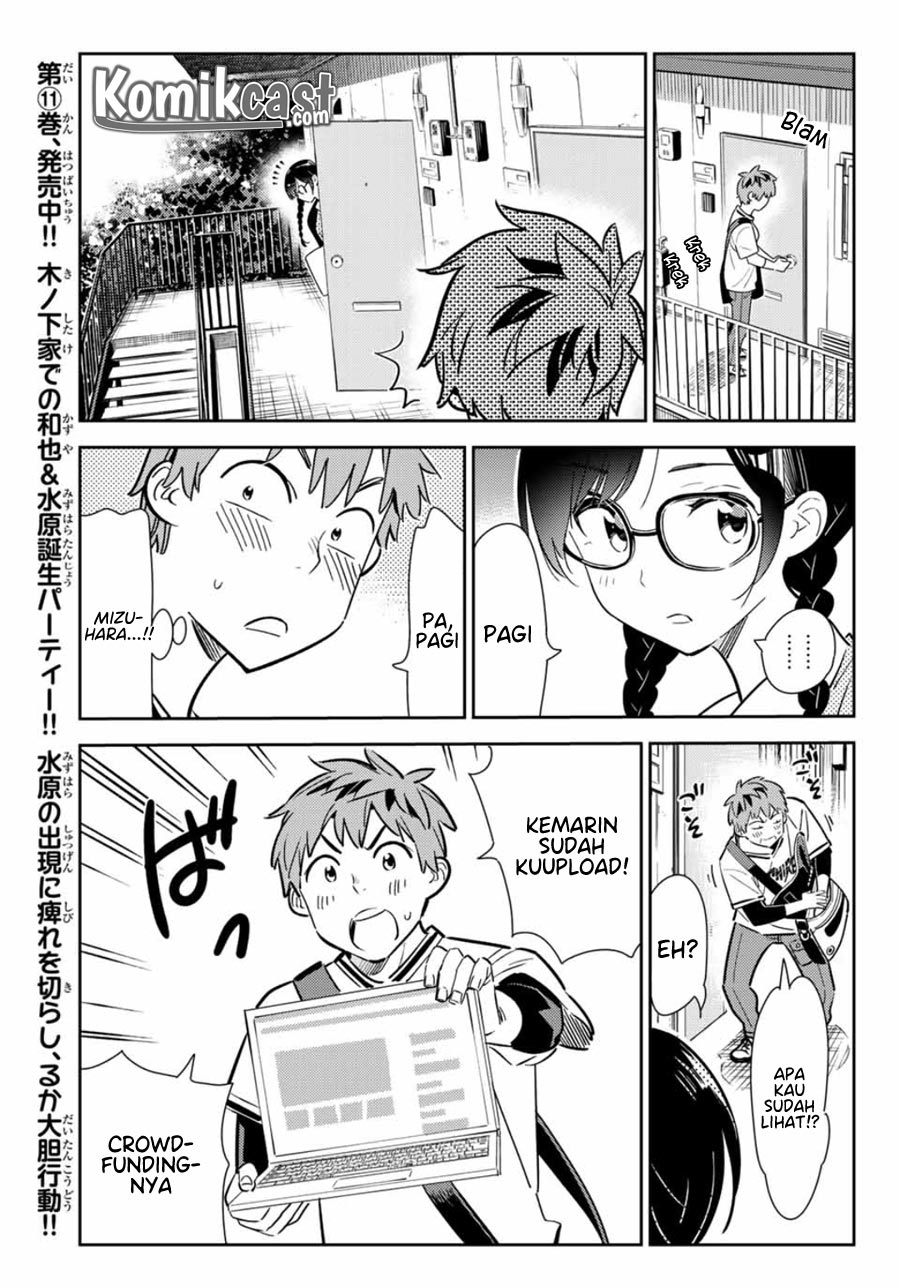 第⑪巻、発売中!! 木ノ下家での和也&水原誕生パーティー!! 水原の出現に痺れを切らし、るか大胆行動!!
Komikcast.com
BLAM
KREK
KREK
......
PAGI
PA,
PAGI
MIZU-
HARA...!!
APA
KAU
SUDAH
LIHAT!?
EH?
KEMARIN
SUDAH
KUUPLOAD!
CROWD-
FUNDING-
NYA